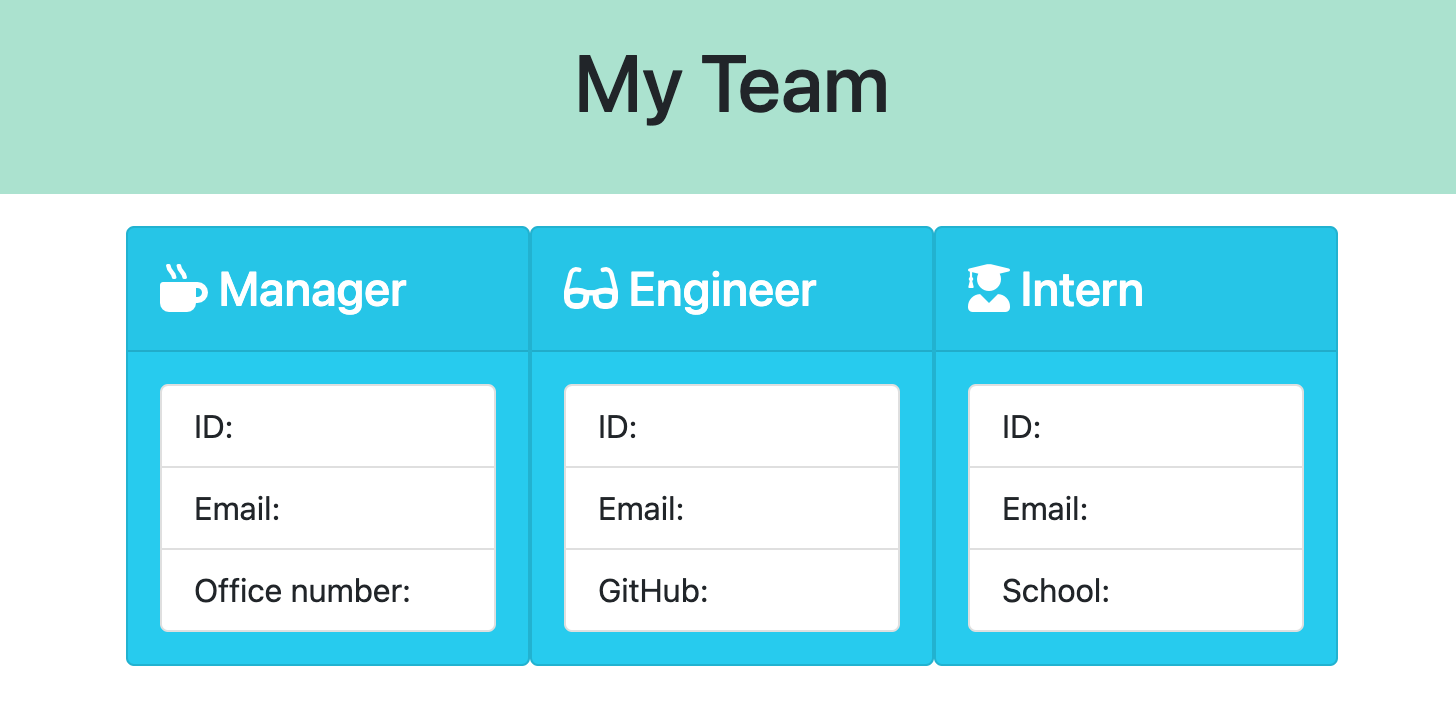 My Team
Manager
ID:
Email:
Office number:
Engineer
ID:
Email:
GitHub:
Intern
ID:
Email:
School: